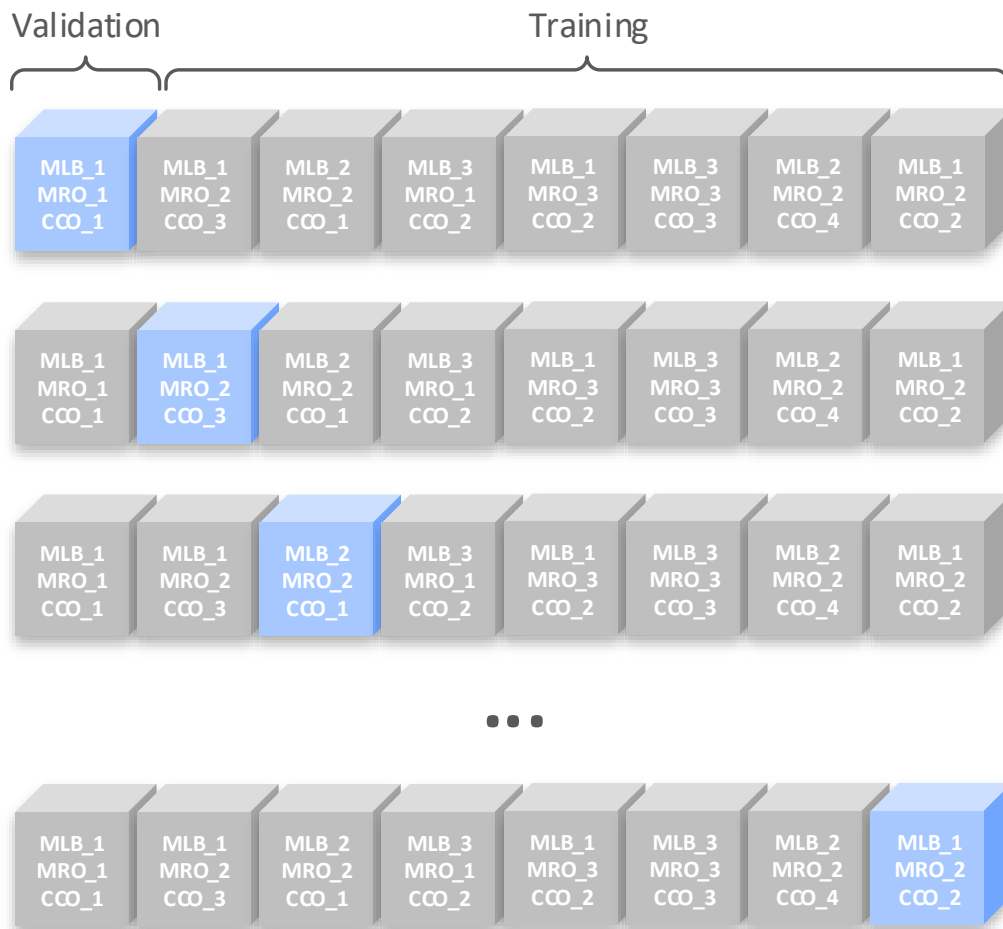 Validation Training
MLB_1 MLB_1 MLB_2 MLB_3 MLB_1 MLB_3 MLB_2 MLB_1
MRO_1 MRO_2 MRO_2 MRO_1 MRO_3 MRO_3 MRO_2 MRO_2
CCO_1 CCO_3 CCO_1 CCO_2 CCO_2 CCO_3 CCO_4 CCO_2
MLB_1 MLB_1 MLB_2 MLB_3 MLB_1 MLB_3 MLB_2 MLB_1
MRO_1 MRO_2 MRO_2 MRO_1 MRO_3 MRO_3 MRO_2 MRO_2
CCO_1 CCO_3 CCO_1 CCO_2 CCO_2 CCO_3 CCO_4 CCO_2
MLB_1 MLB_1 MLB_2 MLB_3 MLB_1 MLB_3 MLB_2 MLB_1
MRO_1 MRO_2 MRO_2 MRO_1 MRO_3 MRO_3 MRO_2 MRO_2
CCO_1 CCO_3 CCO_1 CCO_2 CCO_2 CCO_3 CCO_4 CCO_2
...
MLB_1 MLB_1 MLB_2 MLB_3 MLB_1 MLB_3 MLB_2 MLB_1
MRO_1 MRO_2 MRO_2 MRO_1 MRO_3 MRO_3 MRO_2 MRO_2
CCO_1 CCO_3 CCO_1 CCO_2 CCO_2 CCO_3 CCO_4 CCO_2